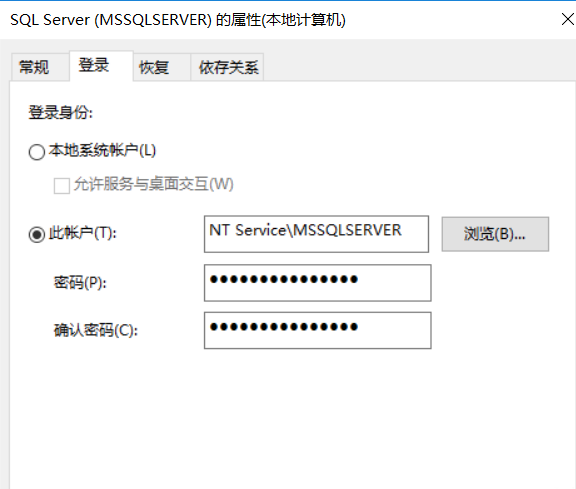 SQL Server (MSSQLSERVER) 的属性(本地计算机)
常规 登录 恢复 依存关系
登录身份:
本地系统帐户(L)
允许服务与桌面交互(W)
此帐户(T): NT Service\MSSQLSERVER 浏览(B)...
密码(P): ●●●●●●●●●●●●●●●
确认密码(C): ●●●●●●●●●●●●●●●